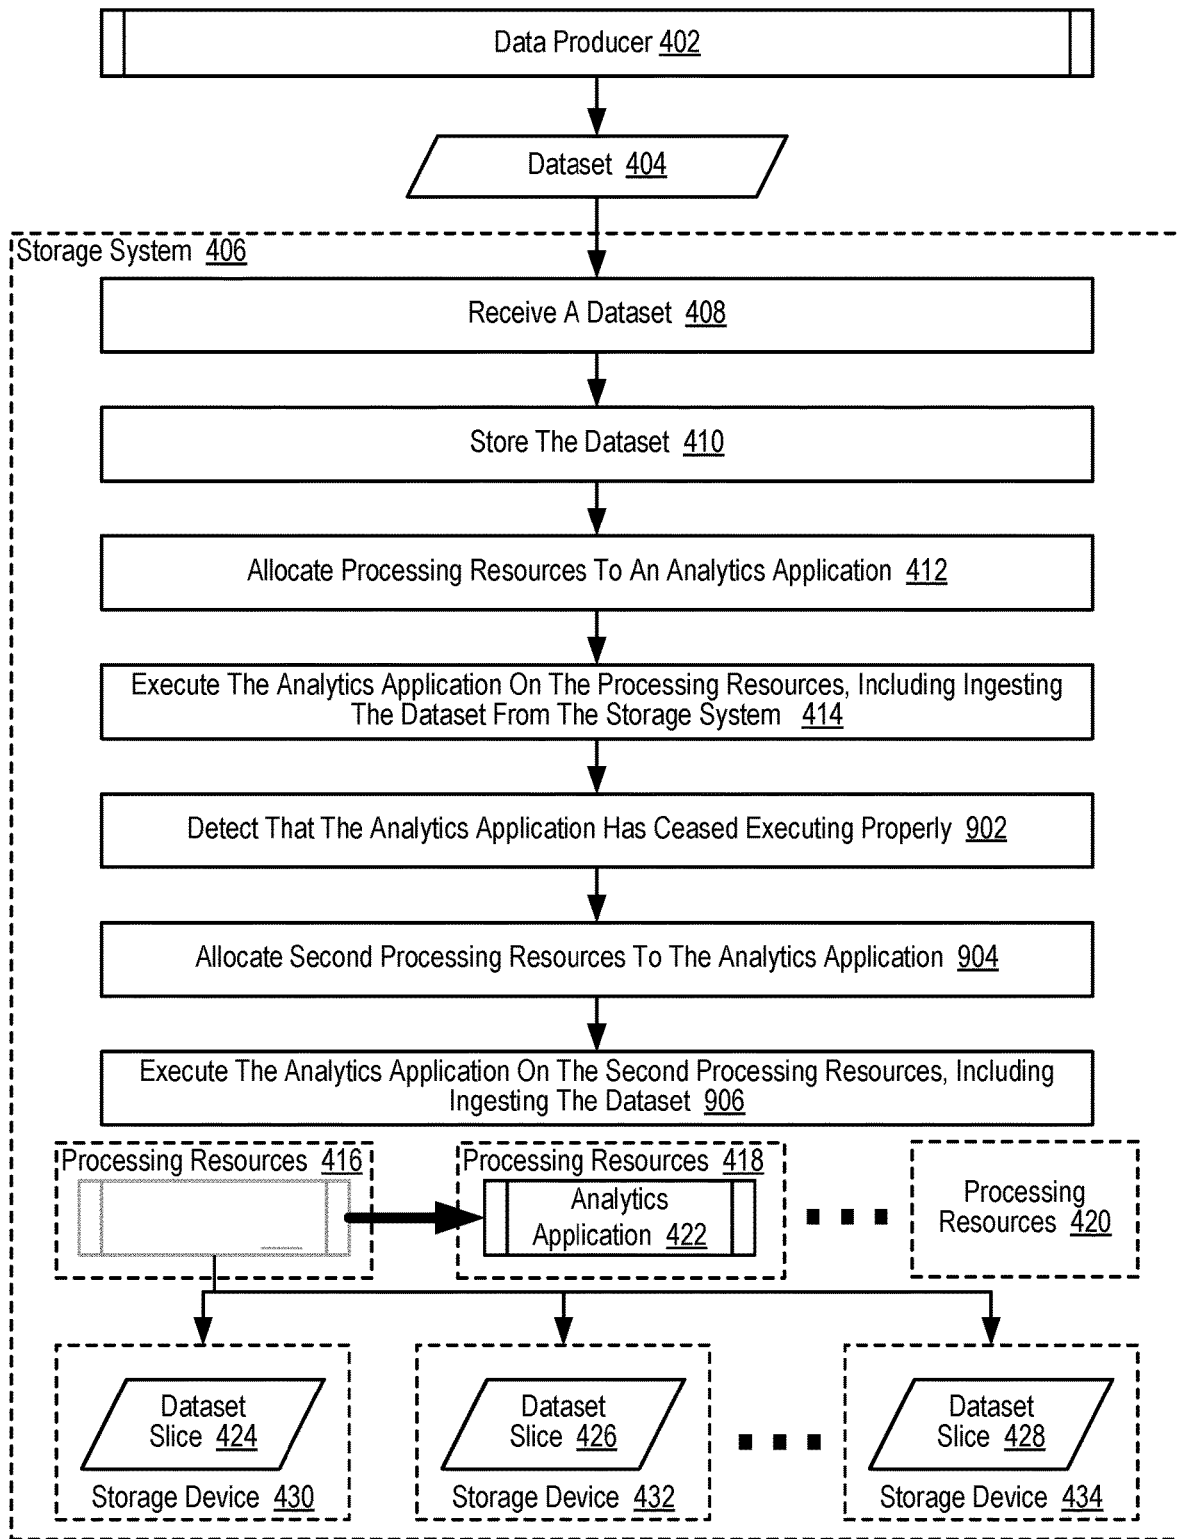 Data Producer 402
Dataset 404
Storage System 406
Receive A Dataset 408
Store The Dataset 410
Allocate Processing Resources To An Analytics Application 412
Execute The Analytics Application On The Processing Resources, Including Ingesting
The Dataset From The Storage System 414
Detect That The Analytics Application Has Ceased Executing Properly 902
Allocate Second Processing Resources To The Analytics Application 904
Execute The Analytics Application On The Second Processing Resources, Including
Ingesting The Dataset 906
Processing Resources 416
Processing Resources 418
Analytics
Application 422
Processing
Resources 420
Dataset
Slice 424
Storage Device 430
Dataset
Slice 426
Storage Device 432
Dataset
Slice 428
Storage Device 434